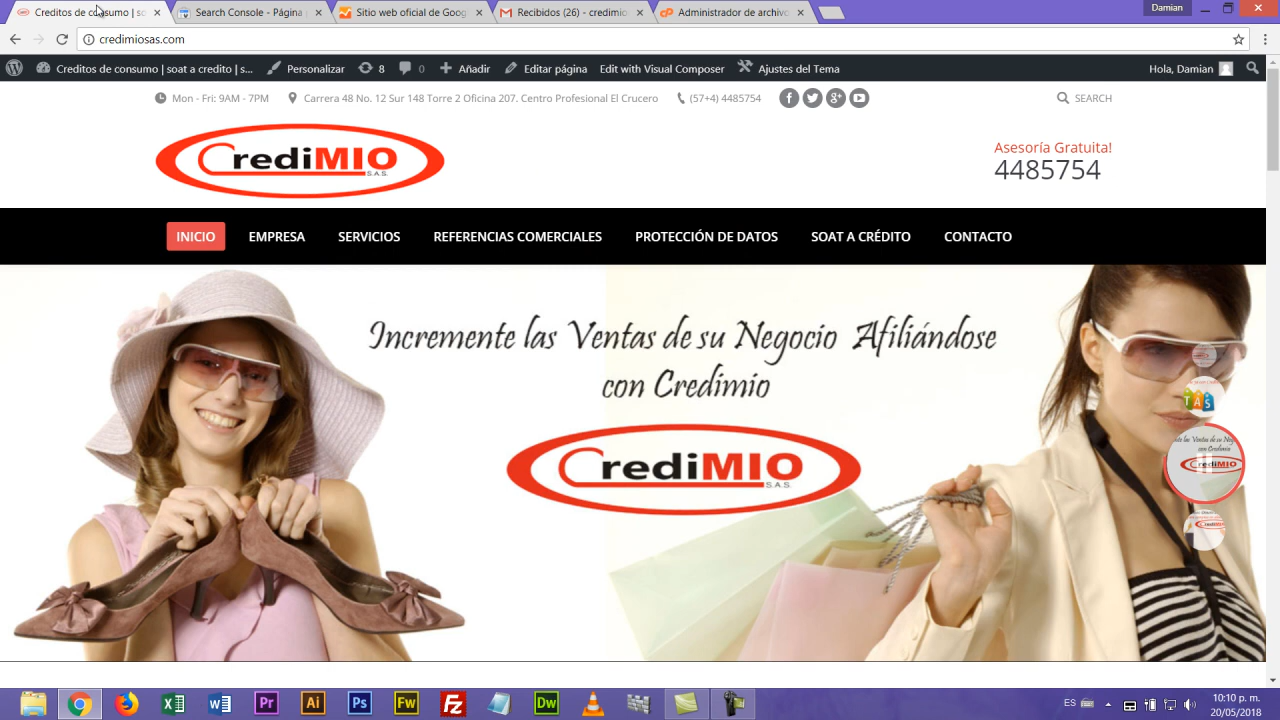 Creditos de consumo | so
Search Console - Página
Sitio web oficial de Goog
Recibidos (26) - credimio
Administrador de archivo
Damian
credimiosas.com
Creditos de consumo | soat a credito | s...
Personalizar
8
0
Añadir
Editar página
Edit with Visual Composer
Ajustes del Tema
Hola, Damian
Mon - Fri: 9AM - 7PM
Carrera 48 No. 12 Sur 148 Torre 2 Oficina 207. Centro Profesional El Crucero
(57+4) 4485754
SEARCH
CrediMIO
S.A.S.
Asesoría Gratuita!
4485754
INICIO
EMPRESA
SERVICIOS
REFERENCIAS COMERCIALES
PROTECCIÓN DE DATOS
SOAT A CRÉDITO
CONTACTO
Incremente las Ventas de su Negocio Afiliándose
con Credimio
CrediMIO
S.A.S.
TAS
con Credimio
CrediMIO
ES
10:10 p. m.
20/05/2018